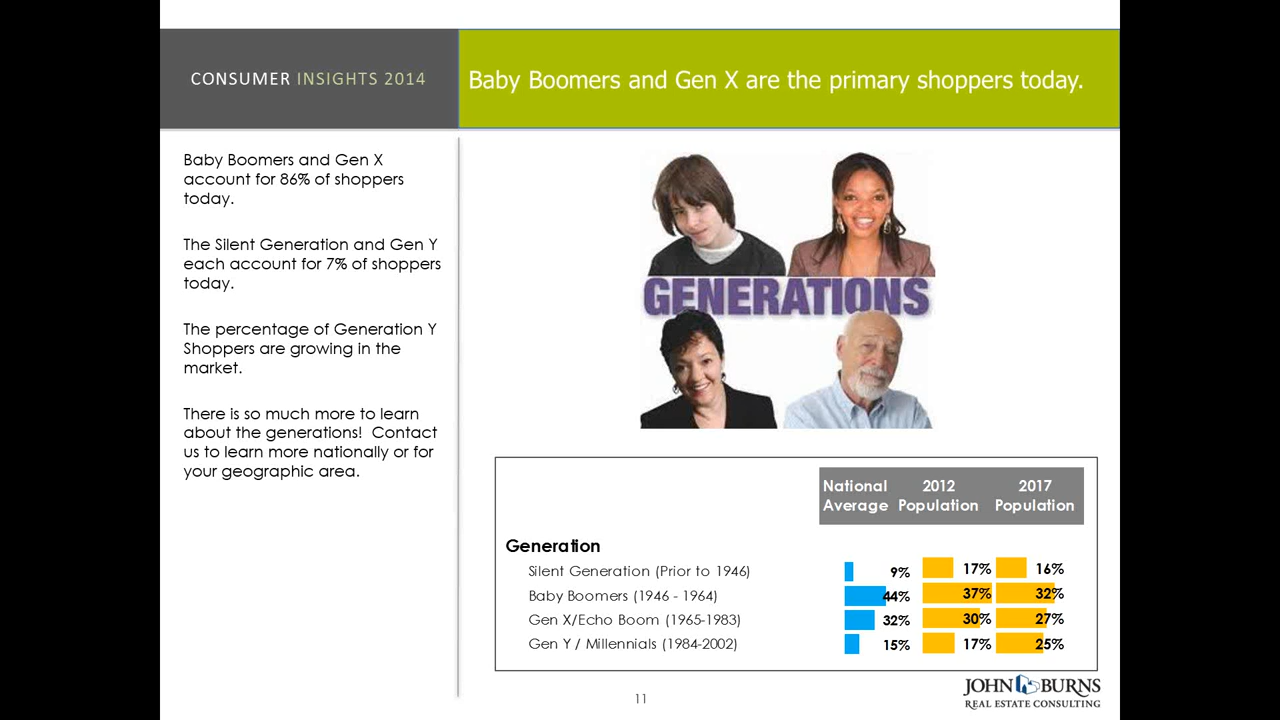 CONSUMER INSIGHTS 2014
Baby Boomers and Gen X are the primary shoppers today.
Baby Boomers and Gen X
account for 86% of shoppers
today.
The Silent Generation and Gen Y
each account for 7% of shoppers
today.
The percentage of Generation Y
Shoppers are growing in the
market.
There is so much more to learn
about the generations!  Contact
us to learn more nationally or for
your geographic area.
GENERATIONS
National 2012 2017
Average Population Population
Generation
Silent Generation (Prior to 1946) 9% 17% 16%
Baby Boomers (1946 - 1964) 44% 37% 32%
Gen X/Echo Boom (1965-1983) 32% 30% 27%
Gen Y / Millennials (1984-2002) 15% 17% 25%
11
JOHN BURNS
REAL ESTATE CONSULTING